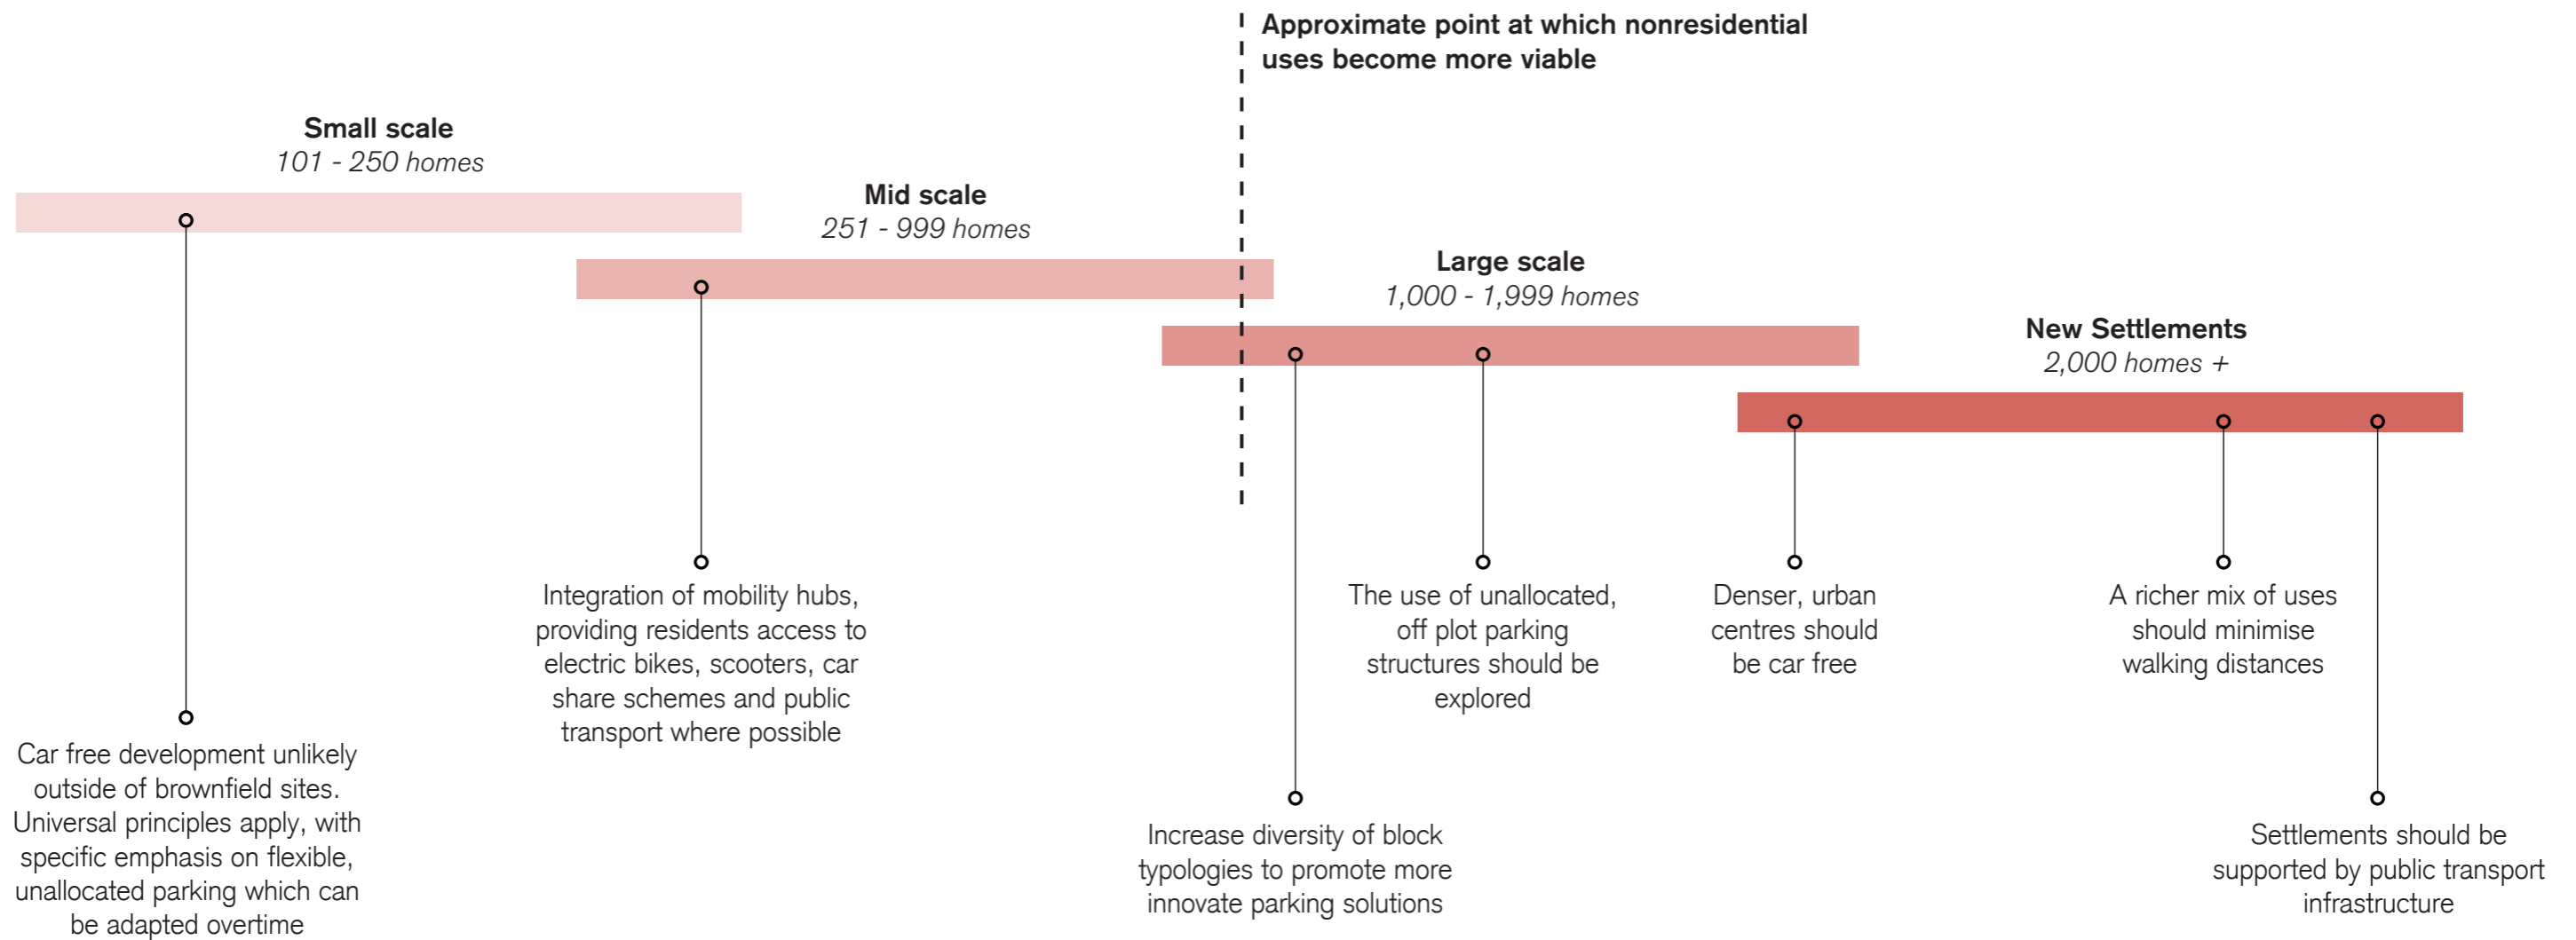 Approximate point at which nonresidential
uses become more viable
Small scale
101 - 250 homes
Mid scale
251 - 999 homes
Large scale
1,000 - 1,999 homes
New Settlements
2,000 homes +
Car free development unlikely
outside of brownfield sites.
Universal principles apply, with
specific emphasis on flexible,
unallocated parking which can
be adapted overtime
Integration of mobility hubs,
providing residents access to
electric bikes, scooters, car
share schemes and public
transport where possible
Increase diversity of block
typologies to promote more
innovate parking solutions
The use of unallocated,
off plot parking
structures should be
explored
Denser, urban
centres should
be car free
A richer mix of uses
should minimise
walking distances
Settlements should be
supported by public transport
infrastructure